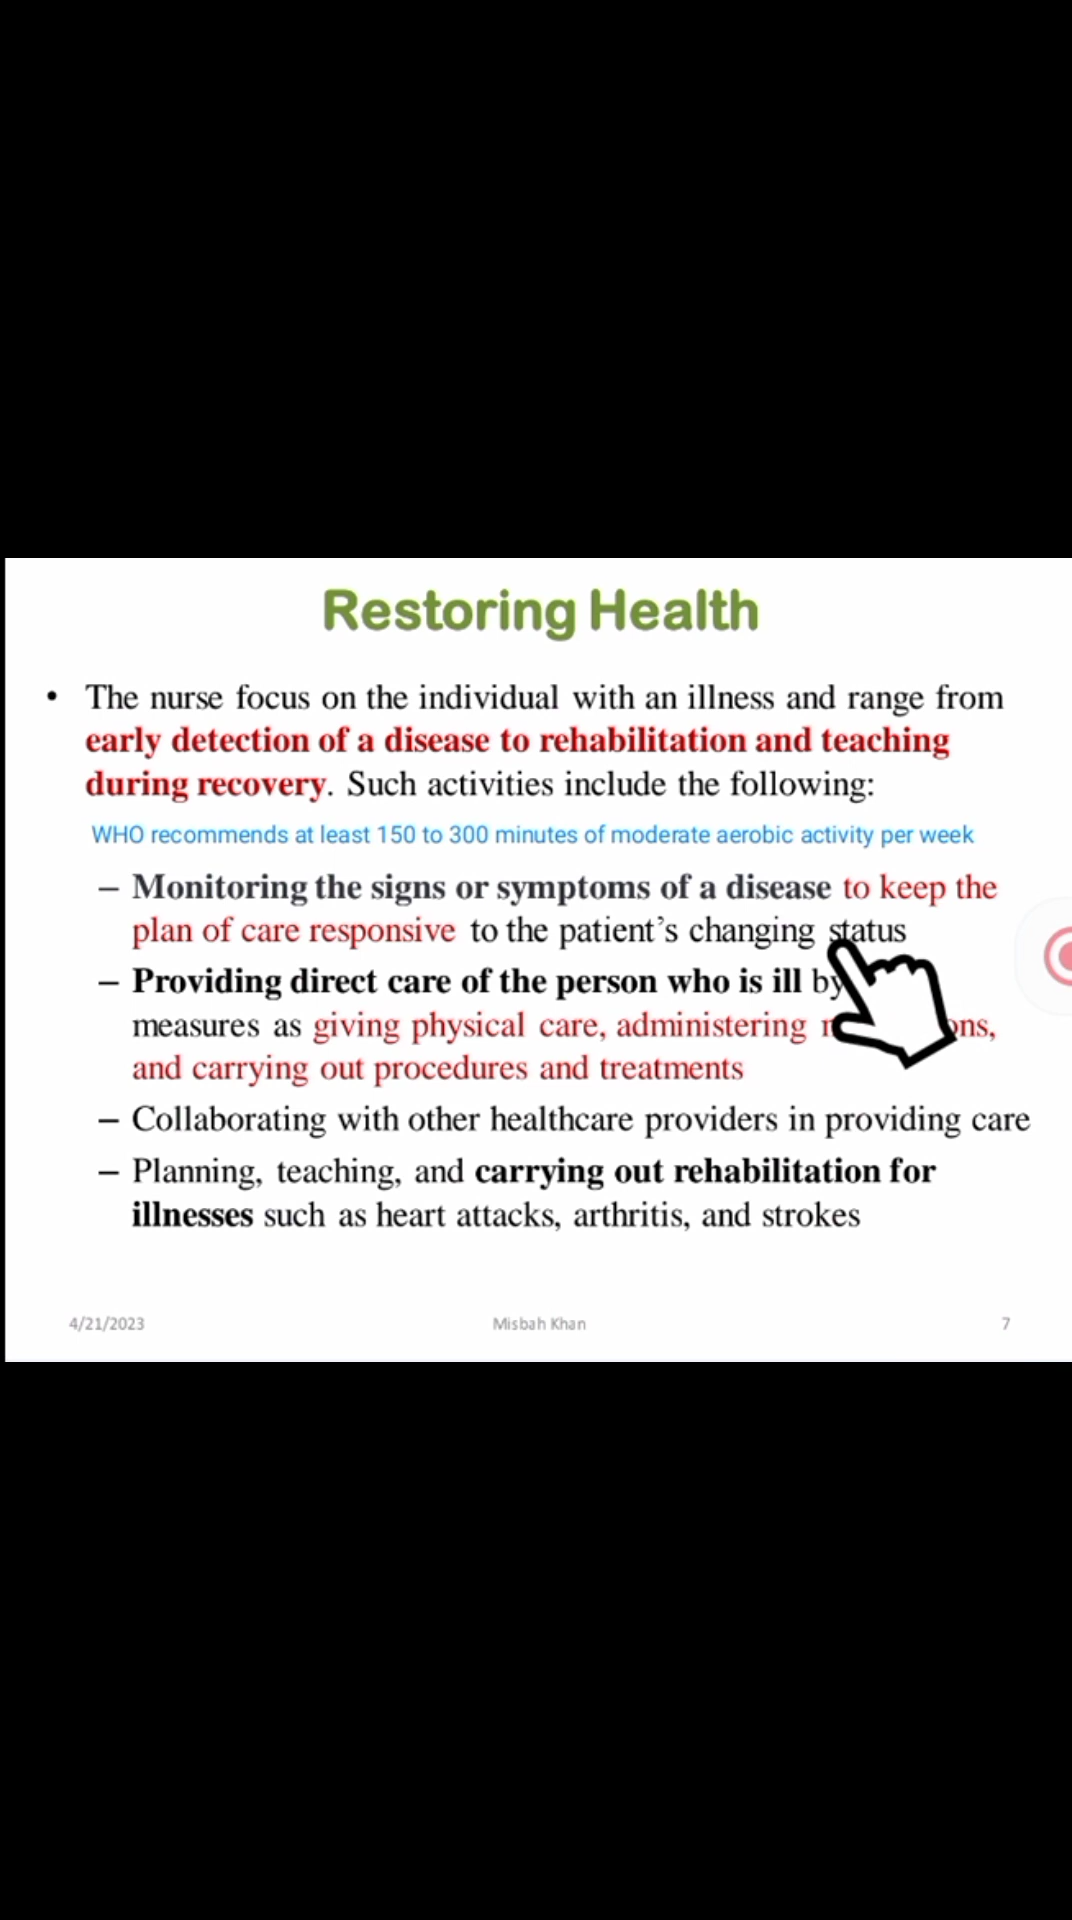 Restoring Health
• The nurse focus on the individual with an illness and range from
early detection of a disease to rehabilitation and teaching
during recovery. Such activities include the following:
WHO recommends at least 150 to 300 minutes of moderate aerobic activity per week
– Monitoring the signs or symptoms of a disease to keep the
plan of care responsive to the patient's changing status
– Providing direct care of the person who is ill by
measures as giving physical care, administering
and carrying out procedures and treatments
– Collaborating with other healthcare providers in providing care
– Planning, teaching, and carrying out rehabilitation for
illnesses such as heart attacks, arthritis, and strokes
4/21/2023 Misbah Khan 7